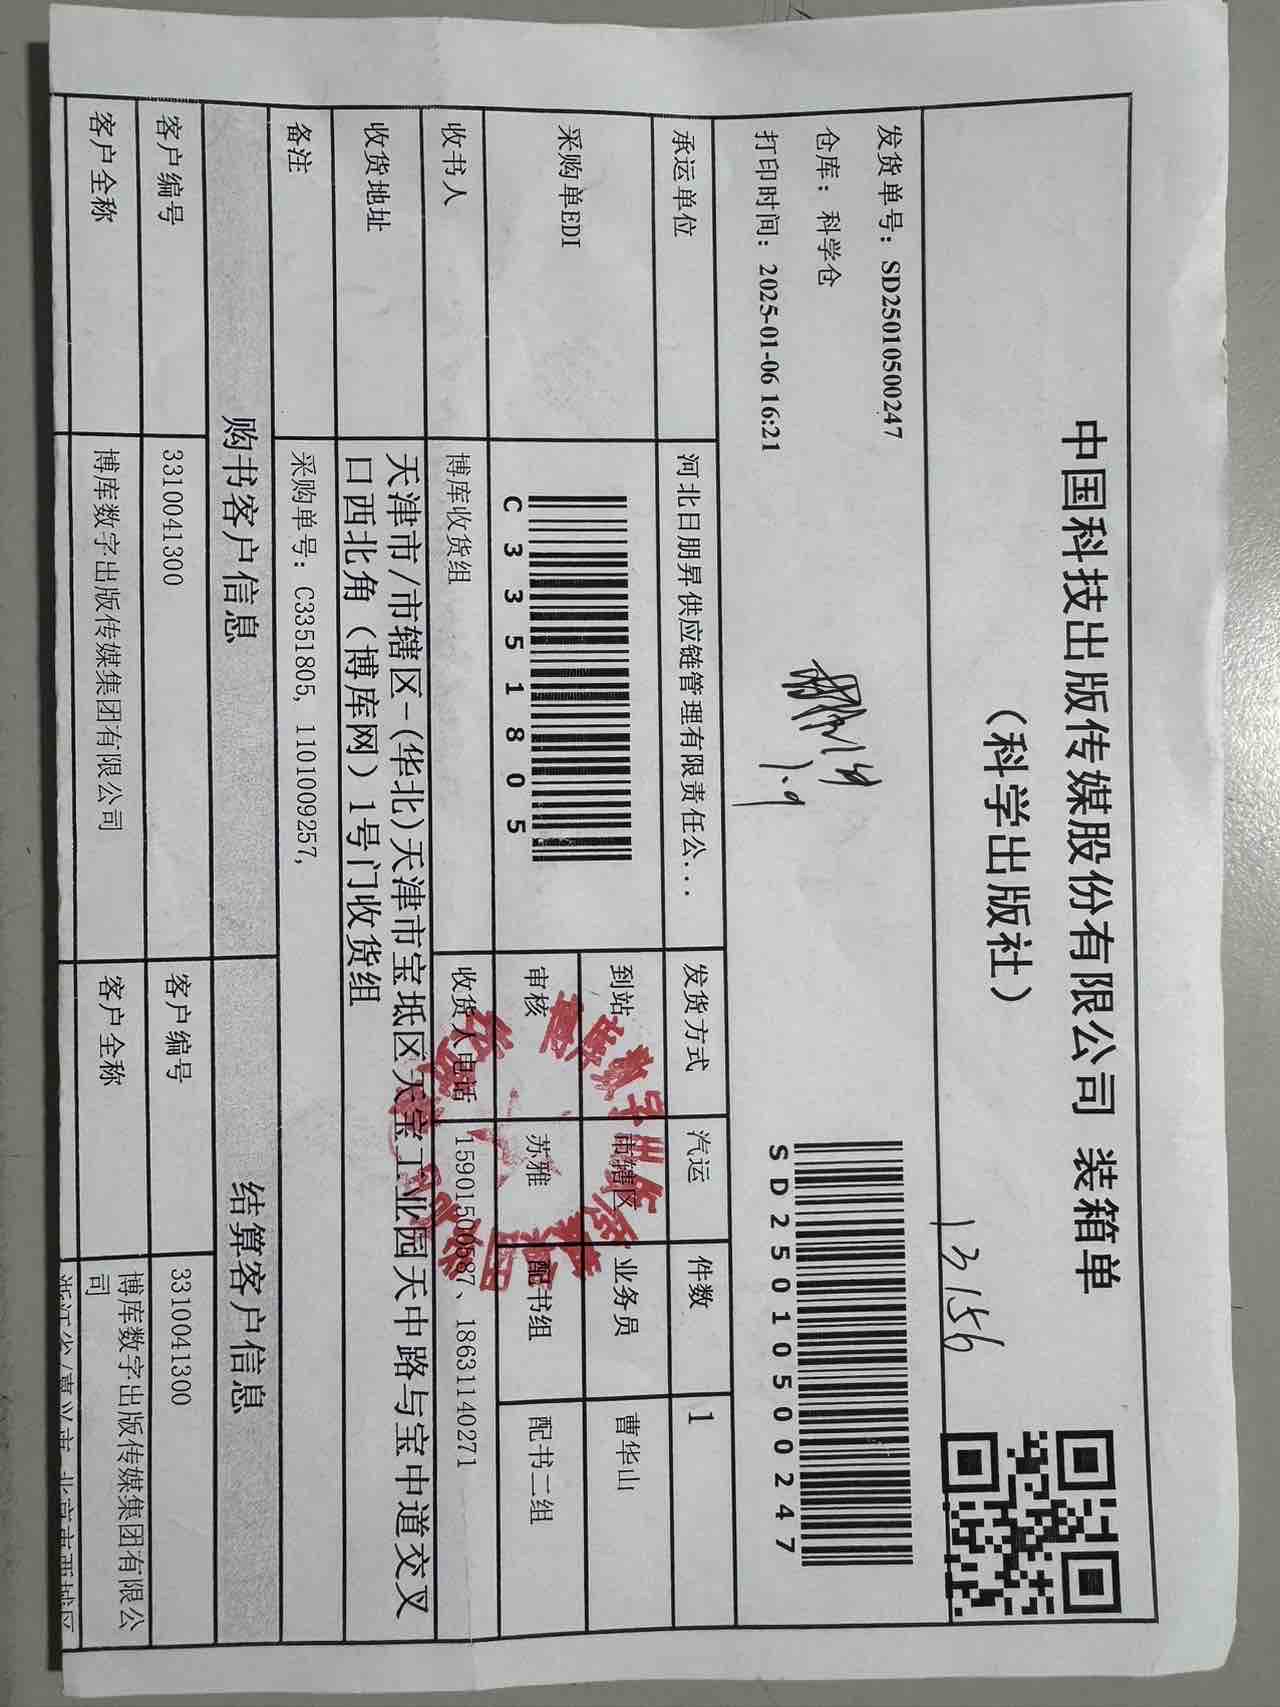 中国科技出版传媒股份有限公司 装箱单
（科学出版社）
13156
发货单号：SD2501050​0247
仓库：科学仓
打印时间：2025-01-06 16:21
SD25010500247
1.9
承运单位 河北日朋昇供应链管理有限责任公... 发货方式 汽运 件数 1
采购单EDI C3351805 到站 市辖区 业务员 曹华山
审核 苏雅 配书组 配书二组
收书人 博库收货组 收货人电话 15901500587、18631140271
收货地址 天津市/市辖区-(华北)天津市宝坻区天宝工业园天中路与宝中道交叉
口西北角（博库网）1号门收货组
备注 采购单号：C3351805, 1101009257,
购书客户信息 结算客户信息
客户编号 3310041300 客户编号 3310041300
客户全称 博库数字出版传媒集团有限公司 客户全称 博库数字出版传媒集团有限公
司